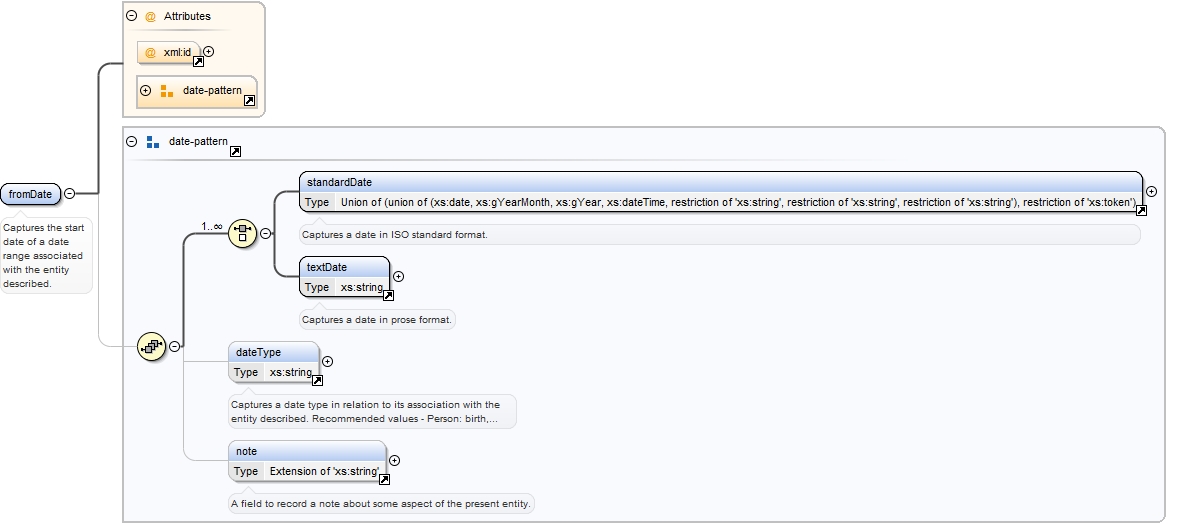 @ Attributes
@ xml:id
date-pattern
date-pattern
fromDate
Captures the start
date of a date
range associated
with the entity
described.
1..∞
standardDate
Type Union of (union of (xs:date, xs:gYearMonth, xs:gYear, xs:dateTime, restriction of 'xs:string', restriction of 'xs:string', restriction of 'xs:string'), restriction of 'xs:token')
Captures a date in ISO standard format.
textDate
Type xs:string
Captures a date in prose format.
dateType
Type xs:string
Captures a date type in relation to its association with the
entity described. Recommended values - Person: birth,...
note
Type Extension of 'xs:string'
A field to record a note about some aspect of the present entity.